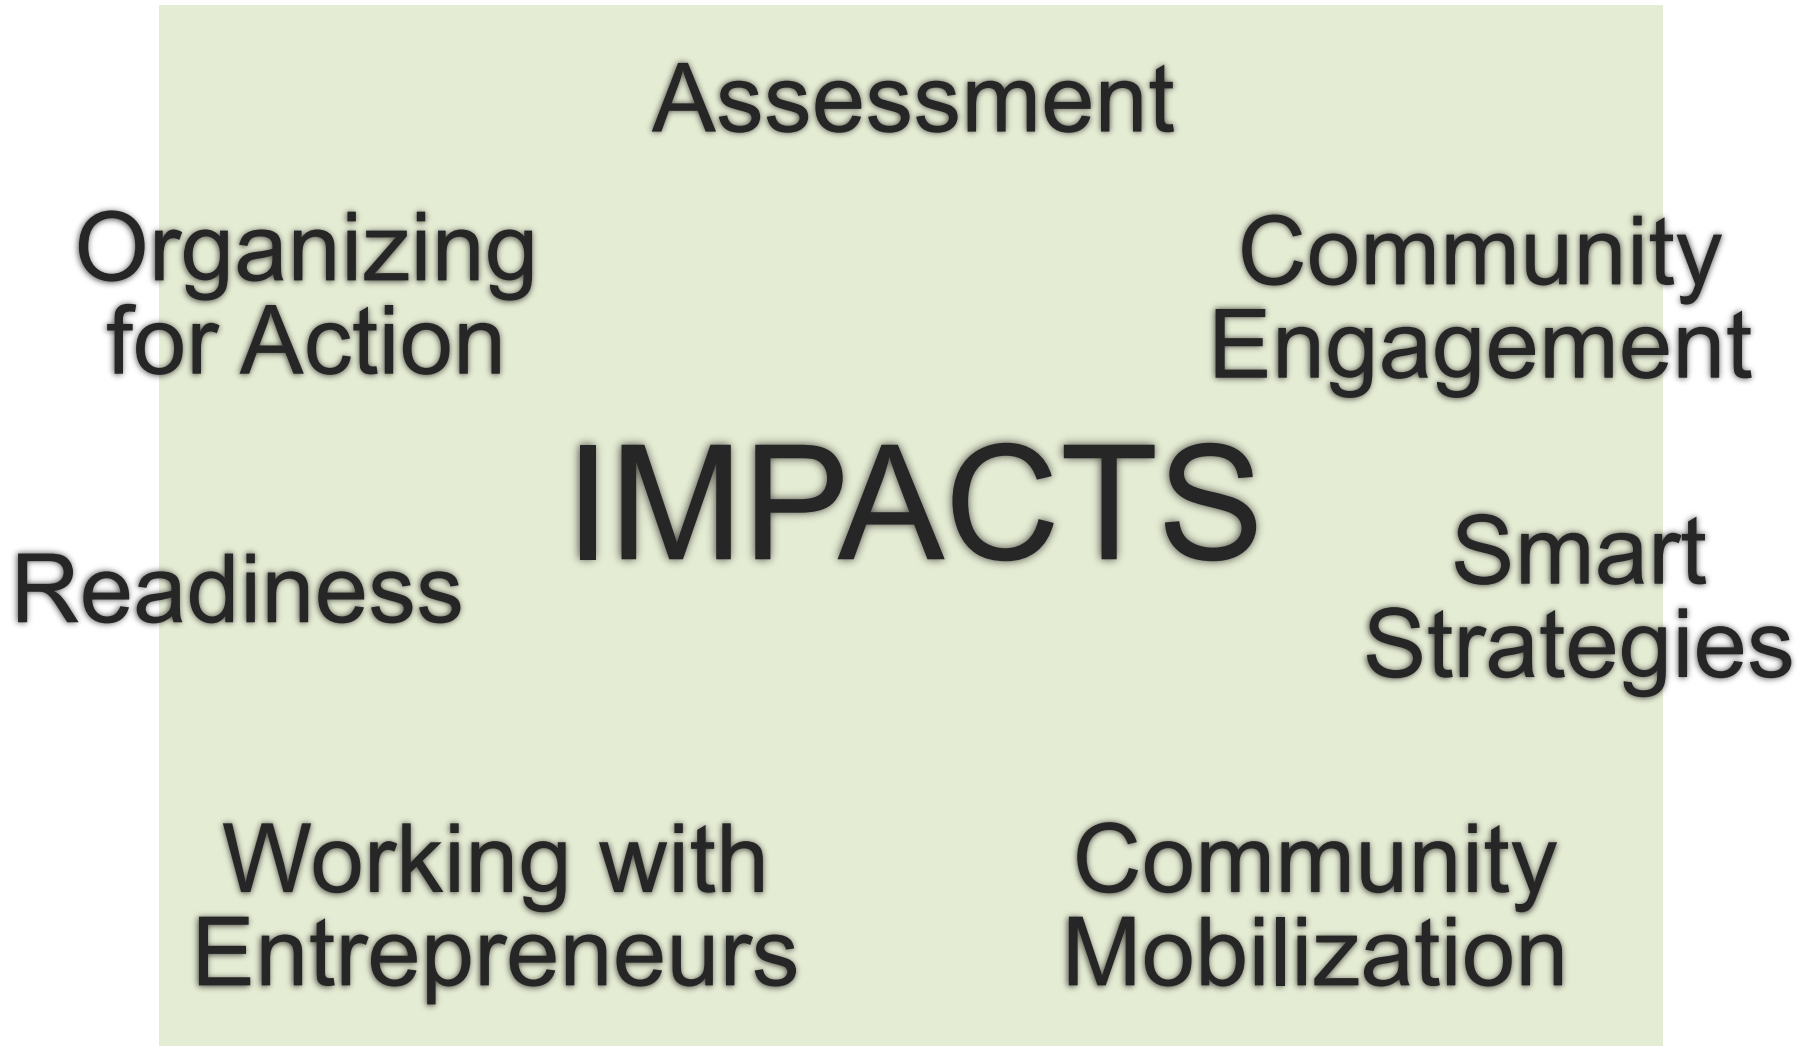 Assessment
Organizing
for Action
Community
Engagement
IMPACTS
Readiness
Smart
Strategies
Working with
Entrepreneurs
Community
Mobilization